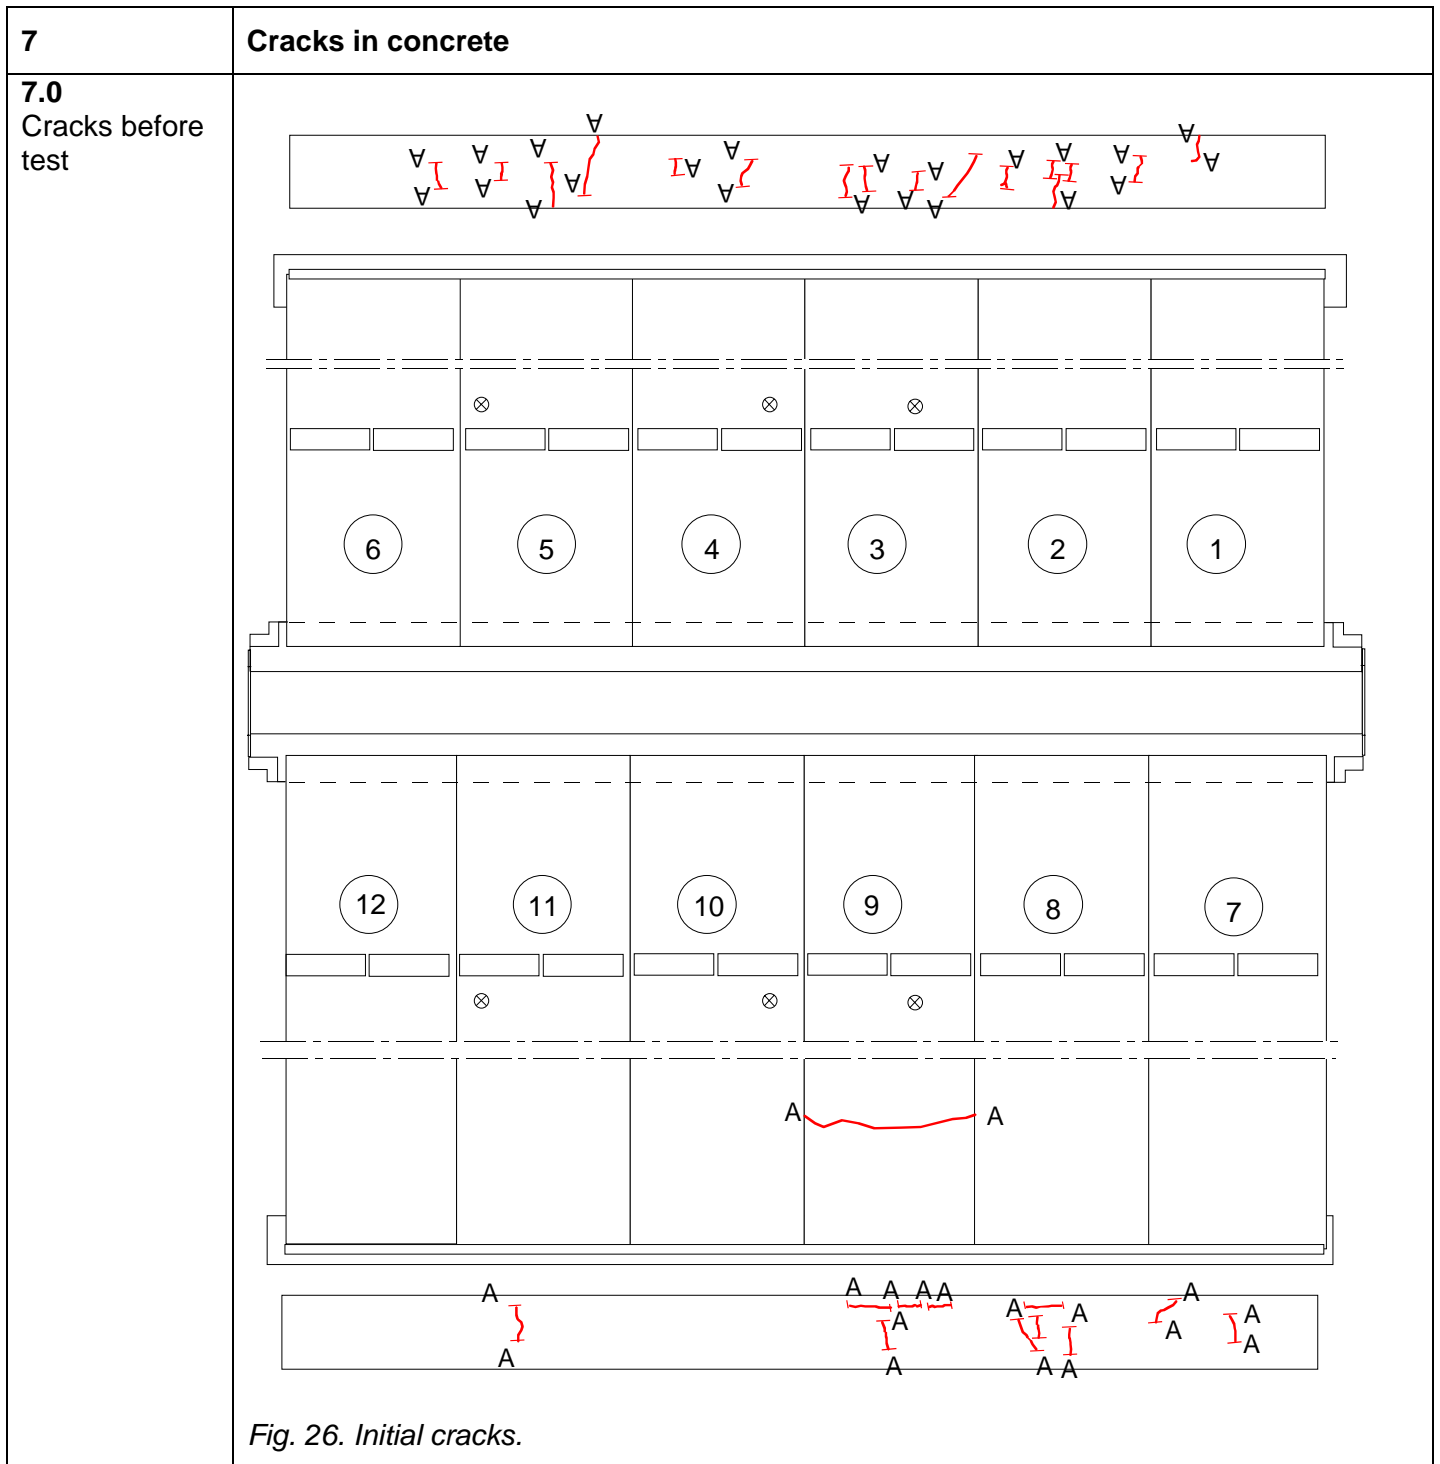 7
Cracks in concrete
7.0
Cracks before
test
A A
A A A A A A A
A A A A
A A A A A
A A A A A
6 5 4 3 2 1
12 11 10 9 8 7
A A
A A A A A A
A A A
A A
A
A A A A
Fig. 26. Initial cracks.